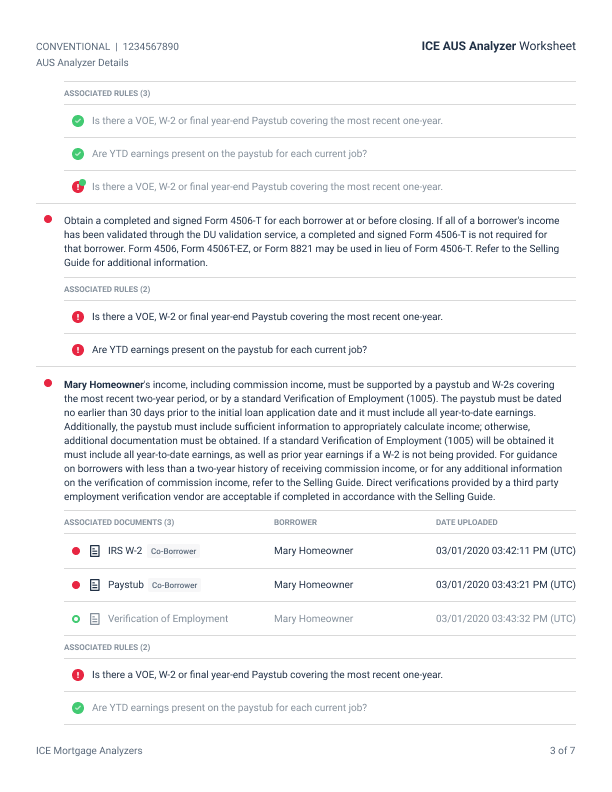 CONVENTIONAL | 1234567890
ICE AUS Analyzer Worksheet
AUS Analyzer Details
ASSOCIATED RULES (3)
Is there a VOE, W-2 or final year-end Paystub covering the most recent one-year.
Are YTD earnings present on the paystub for each current job?
Is there a VOE, W-2 or final year-end Paystub covering the most recent one-year.
Obtain a completed and signed Form 4506-T for each borrower at or before closing. If all of a borrower's income
has been validated through the DU validation service, a completed and signed Form 4506-T is not required for
that borrower. Form 4506, Form 4506T-EZ, or Form 8821 may be used in lieu of Form 4506-T. Refer to the Selling
Guide for additional information.
ASSOCIATED RULES (2)
Is there a VOE, W-2 or final year-end Paystub covering the most recent one-year.
Are YTD earnings present on the paystub for each current job?
Mary Homeowner's income, including commission income, must be supported by a paystub and W-2s covering
the most recent two-year period, or by a standard Verification of Employment (1005). The paystub must be dated
no earlier than 30 days prior to the initial loan application date and it must include all year-to-date earnings.
Additionally, the paystub must include sufficient information to appropriately calculate income; otherwise,
additional documentation must be obtained. If a standard Verification of Employment (1005) will be obtained it
must include all year-to-date earnings, as well as prior year earnings if a W-2 is not being provided. For guidance
on borrowers with less than a two-year history of receiving commission income, or for any additional information
on the verification of commission income, refer to the Selling Guide. Direct verifications provided by a third party
employment verification vendor are acceptable if completed in accordance with the Selling Guide.
ASSOCIATED DOCUMENTS (3) BORROWER DATE UPLOADED
IRS W-2 Co-Borrower Mary Homeowner 03/01/2020 03:42:11 PM (UTC)
Paystub Co-Borrower Mary Homeowner 03/01/2020 03:43:21 PM (UTC)
Verification of Employment Mary Homeowner 03/01/2020 03:43:32 PM (UTC)
ASSOCIATED RULES (2)
Is there a VOE, W-2 or final year-end Paystub covering the most recent one-year.
Are YTD earnings present on the paystub for each current job?
ICE Mortgage Analyzers
3 of 7